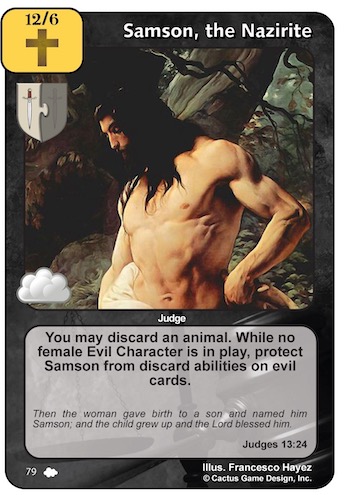 12/6
Samson, the Nazirite
Judge
You may discard an animal. While no
female Evil Character is in play, protect
Samson from discard abilities on evil
cards.
Then the woman gave birth to a son and named him
Samson; and the child grew up and the Lord blessed him.
Judges 13:24
79
Illus. Francesco Hayez
© Cactus Game Design, Inc.